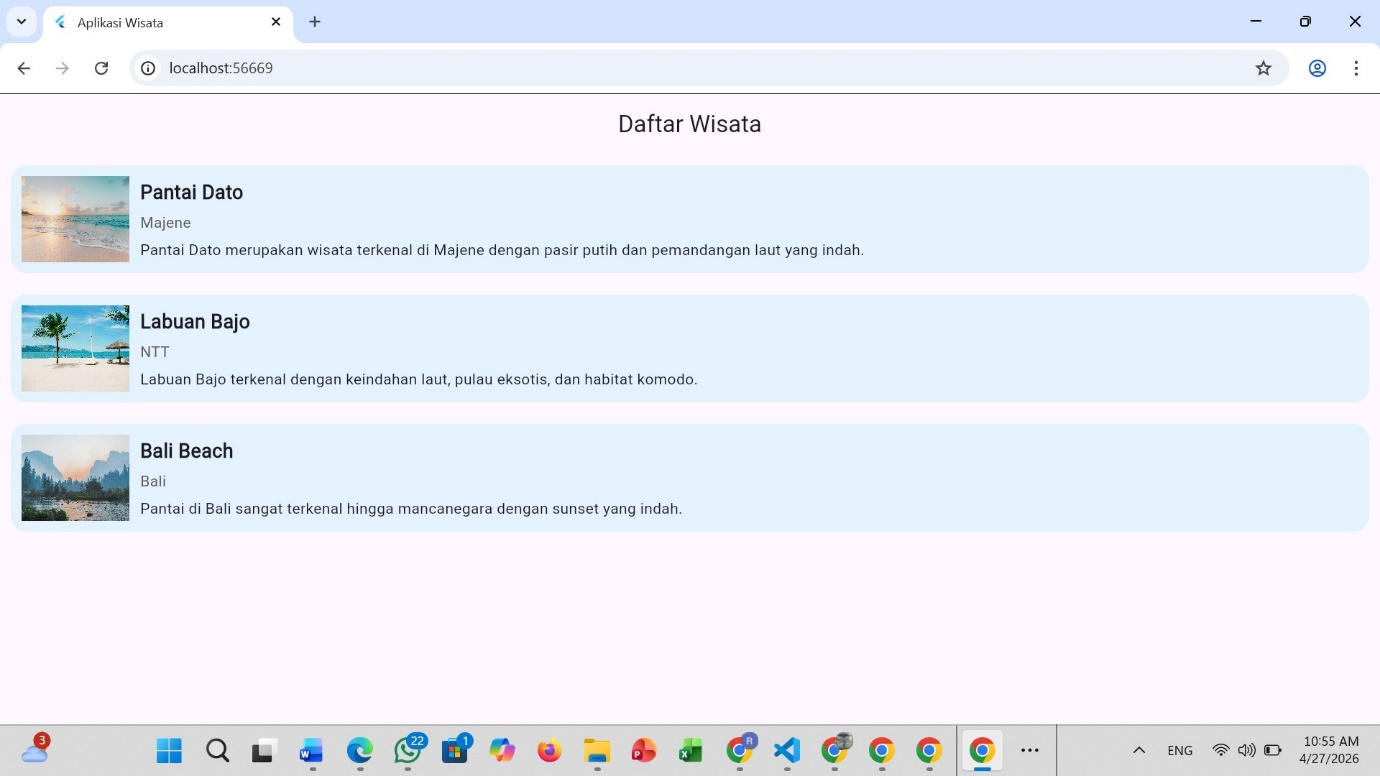 Aplikasi Wisata
localhost:56669
Daftar Wisata
Pantai Dato
Majene
Pantai Dato merupakan wisata terkenal di Majene dengan pasir putih dan pemandangan laut yang indah.
Labuan Bajo
NTT
Labuan Bajo terkenal dengan keindahan laut, pulau eksotis, dan habitat komodo.
Bali Beach
Bali
Pantai di Bali sangat terkenal hingga mancanegara dengan sunset yang indah.
3
W
22
1
P
X
R
ENG
10:55 AM
4/27/2026